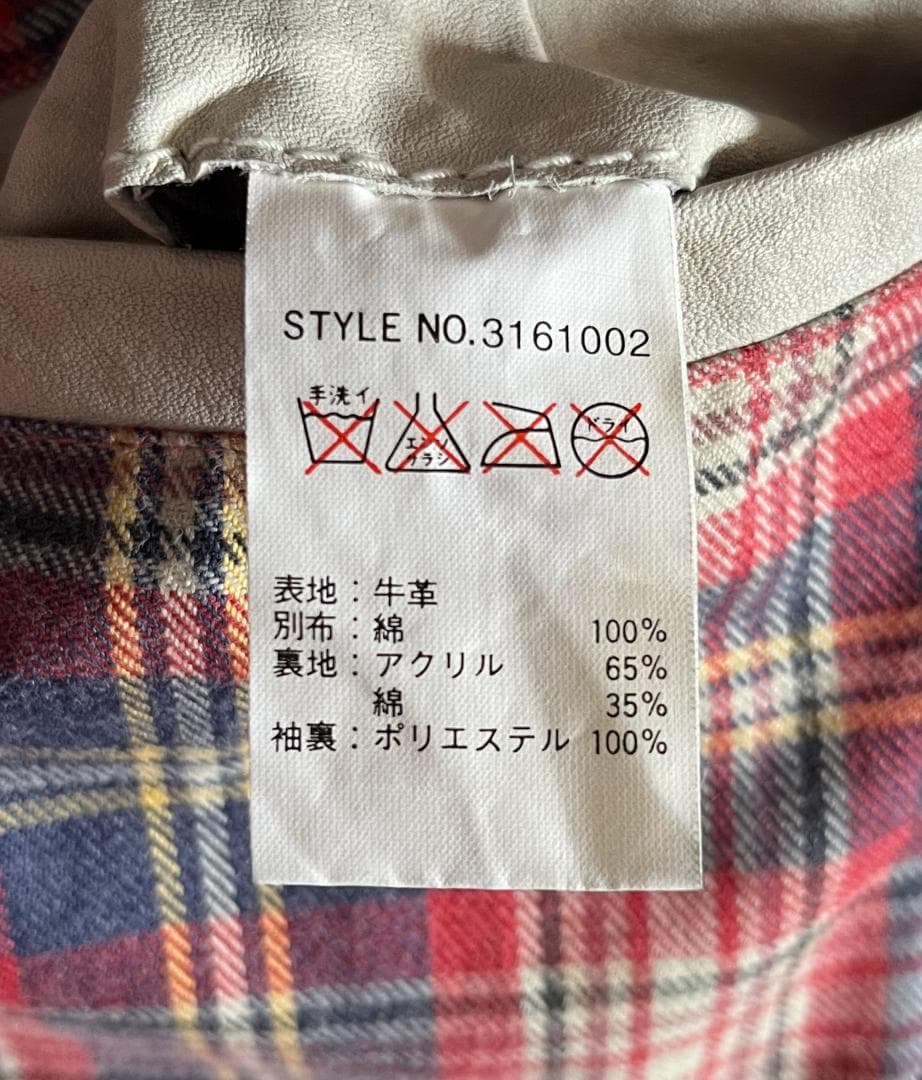 STYLE NO.3161002
手洗イ
エンソ
サラシ
ドライ
表地：牛革
別布：綿 100%
裏地：アクリル 65%
綿 35%
袖裏：ポリエステル 100%